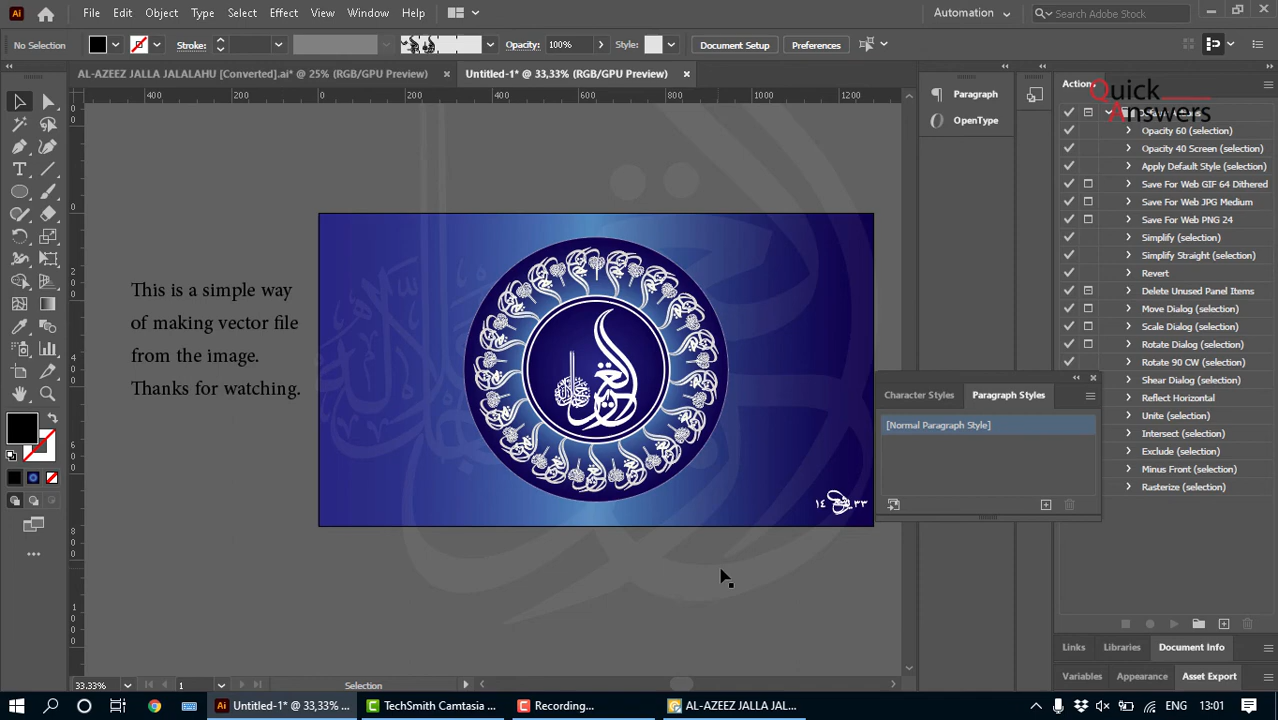 File Edit Object Type Select Effect View Window Help
Automation
Search Adobe Stock
No Selection
Stroke:
Opacity: 100%
Style:
Document Setup
Preferences
AL-AZEEZ JALLA JALALAHU [Converted].ai* @ 25% (RGB/GPU Preview)
Untitled-1* @ 33,33% (RGB/GPU Preview)
400 200 0 200 400 600 800 1000 1200
Paragraph
OpenType
Actions
Quick
Answers
Opacity 60 (selection)
Opacity 40 Screen (selection)
Apply Default Style (selection)
Save For Web GIF 64 Dithered
Save For Web JPG Medium
Save For Web PNG 24
Simplify (selection)
Simplify Straight (selection)
Revert
Delete Unused Panel Items
Move Dialog (selection)
Scale Dialog (selection)
Rotate Dialog (selection)
Rotate 90 CW (selection)
Shear Dialog (selection)
Reflect Horizontal
Unite (selection)
Intersect (selection)
Exclude (selection)
Minus Front (selection)
Rasterize (selection)
This is a simple way
of making vector file
from the image.
Thanks for watching.
العزيز
جل جلاله
١٤ ٣٣
Character Styles
Paragraph Styles
[Normal Paragraph Style]
Links Libraries Document Info
Variables Appearance Asset Export
33.33%
1
Selection
Untitled-1* @ 33,33% ...
TechSmith Camtasia ...
Recording...
AL-AZEEZ JALLA JAL...
ENG
13:01